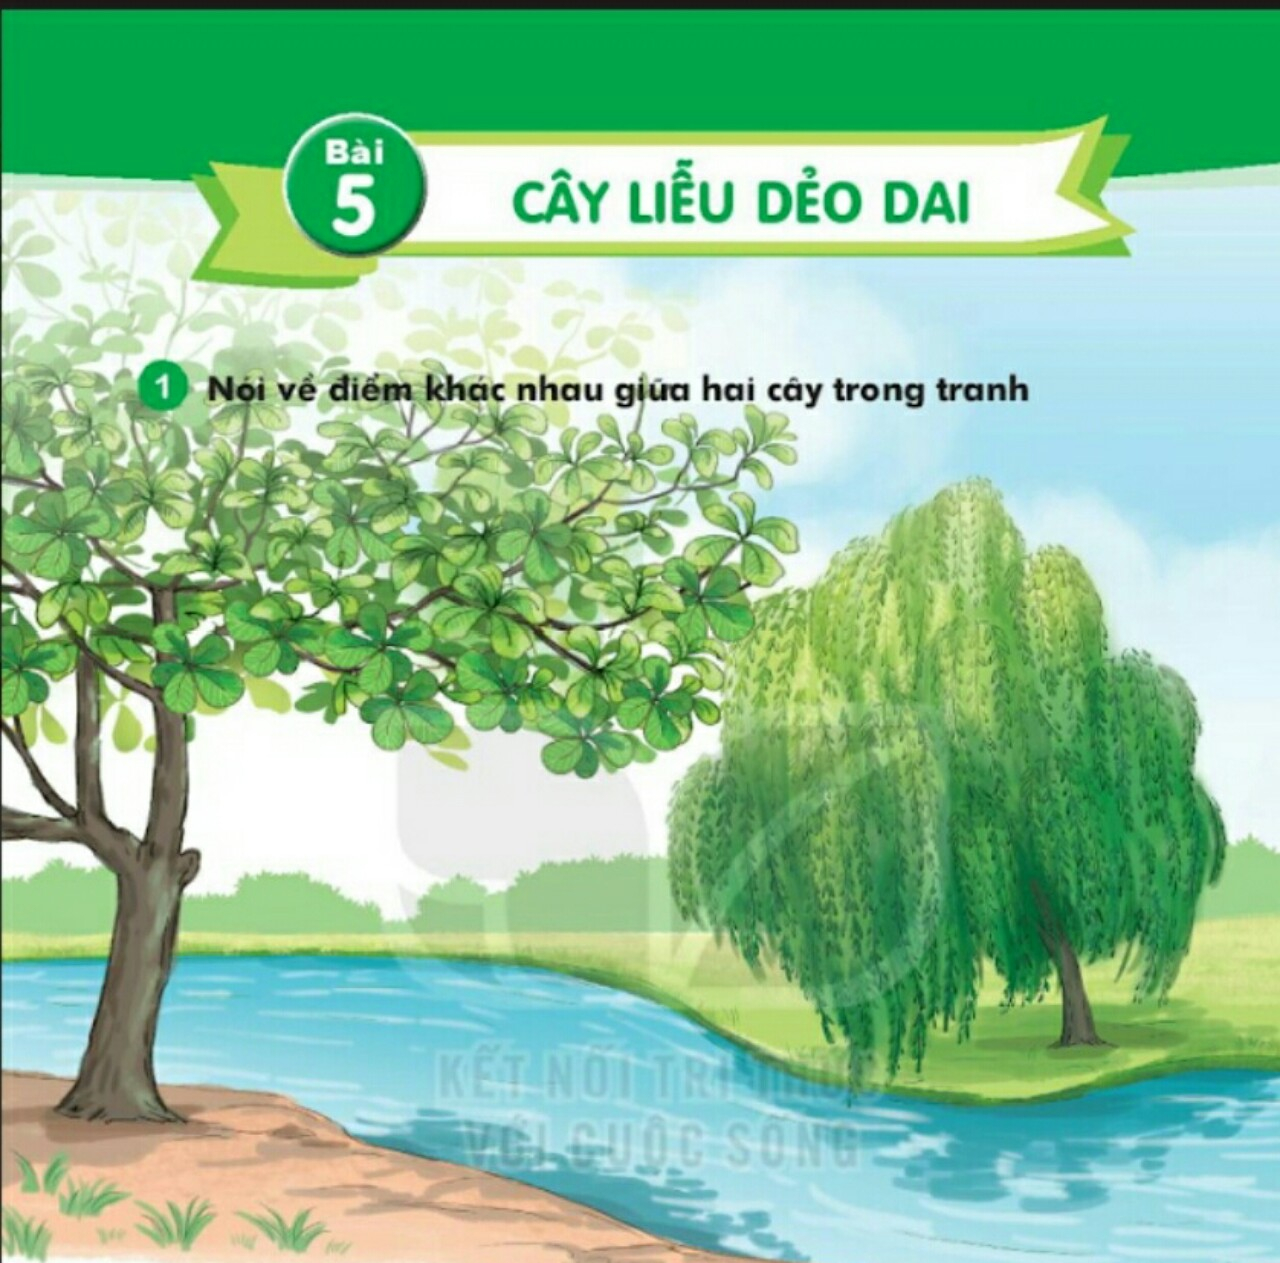 Bài
5
CÂY LIỄU DẺO DAI
1 Nói về điểm khác nhau giữa hai cây trong tranh
KẾT NỐI TRI THỨC
VỚI CUỘC SỐNG